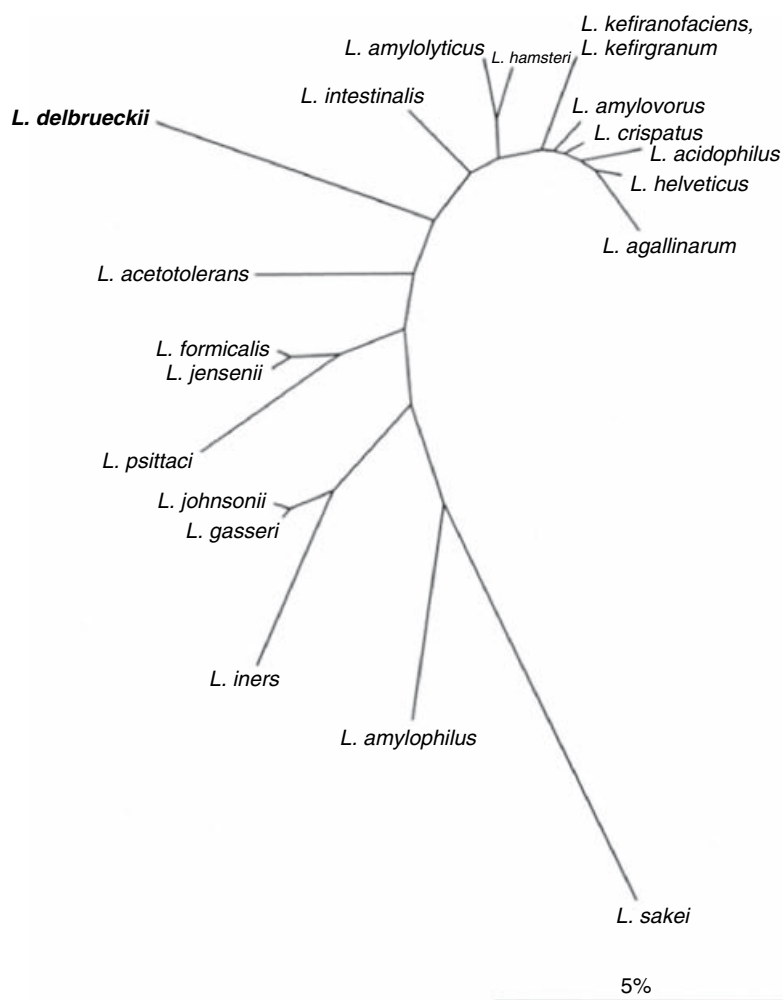 L. kefiranofaciens,
L. kefirgranum
L. amylolyticus
L. hamsteri
L. intestinalis
L. amylovorus
L. delbrueckii
L. crispatus
L. acidophilus
L. helveticus
L. agallinarum
L. acetotolerans
L. formicalis
L. jensenii
L. psittaci
L. johnsonii
L. gasseri
L. iners
L. amylophilus
L. sakei
5%